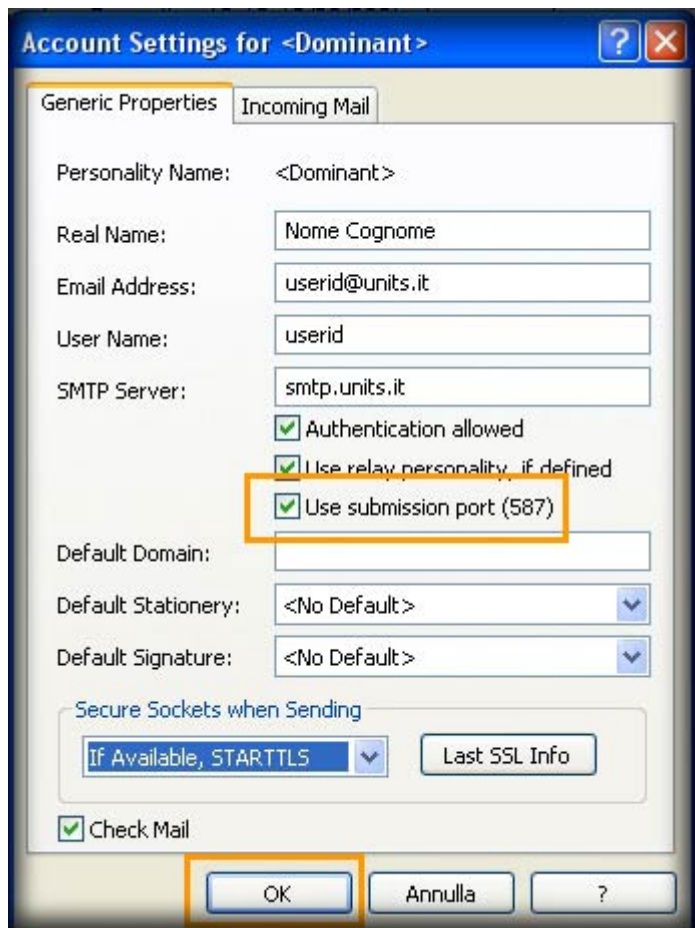 Account Settings for <Dominant>
Generic Properties Incoming Mail
Personality Name: <Dominant>
Real Name: Nome Cognome
Email Address: userid@units.it
User Name: userid
SMTP Server: smtp.units.it
Authentication allowed
Use relay personality, if defined
Use submission port (587)
Default Domain:
Default Stationery: <No Default>
Default Signature: <No Default>
Secure Sockets when Sending
If Available, STARTTLS Last SSL Info
Check Mail
OK Annulla ?